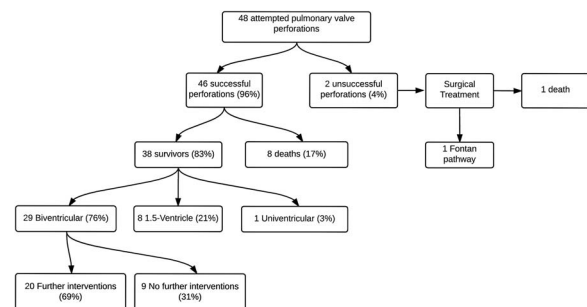 48 attempted pulmonary valve
perforations
46 successful
perforations (96%)
2 unsuccessful
perforations (4%)
Surgical
Treatment
1 death
38 survivors (83%)
8 deaths (17%)
1 Fontan
pathway
29 Biventricular (76%)
8 1.5-Ventricle (21%)
1 Univentricular (3%)
20 Further interventions
(69%)
9 No further interventions
(31%)